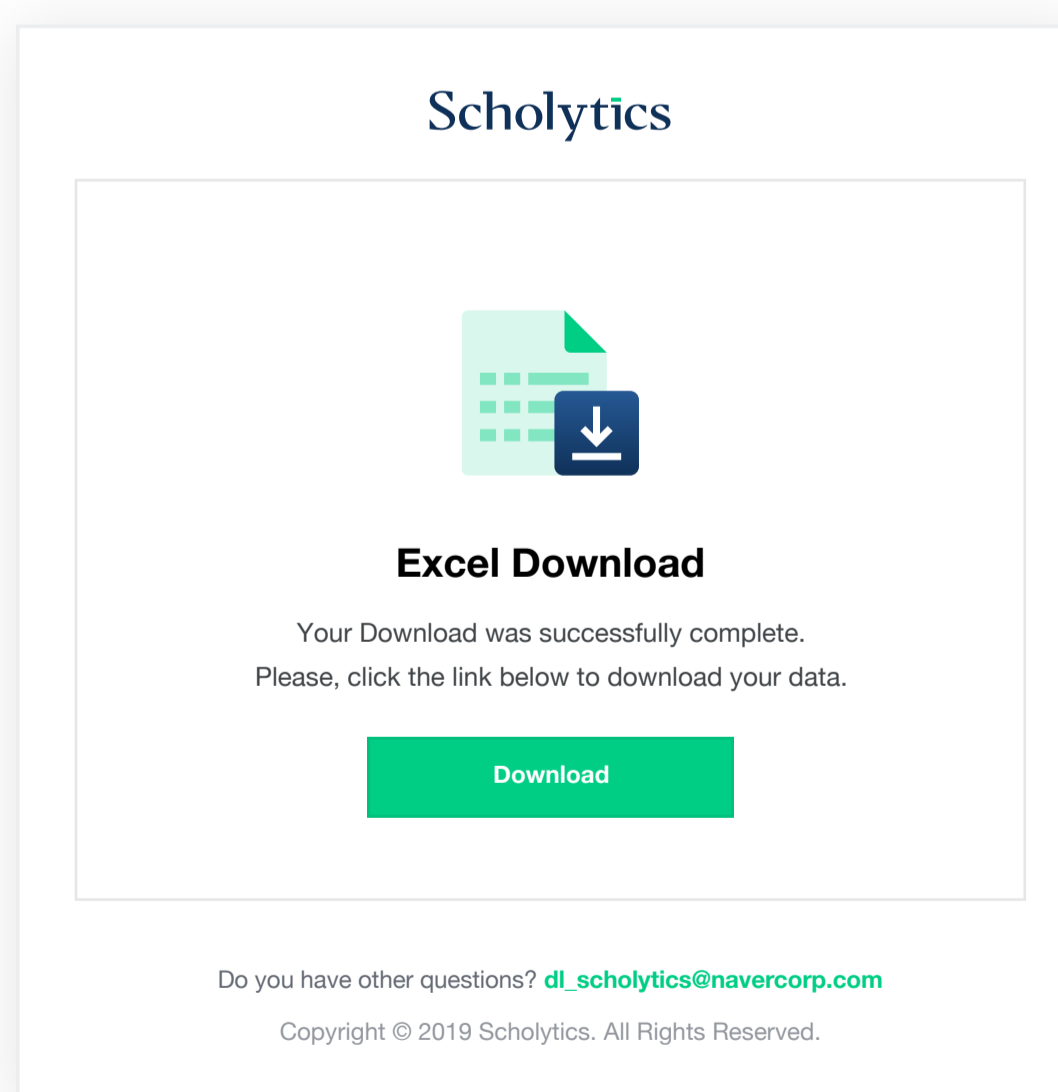 Scholytics
Excel Download
Your Download was successfully complete.
Please, click the link below to download your data.
Download
Do you have other questions? dl_scholytics@navercorp.com
Copyright © 2019 Scholytics. All Rights Reserved.